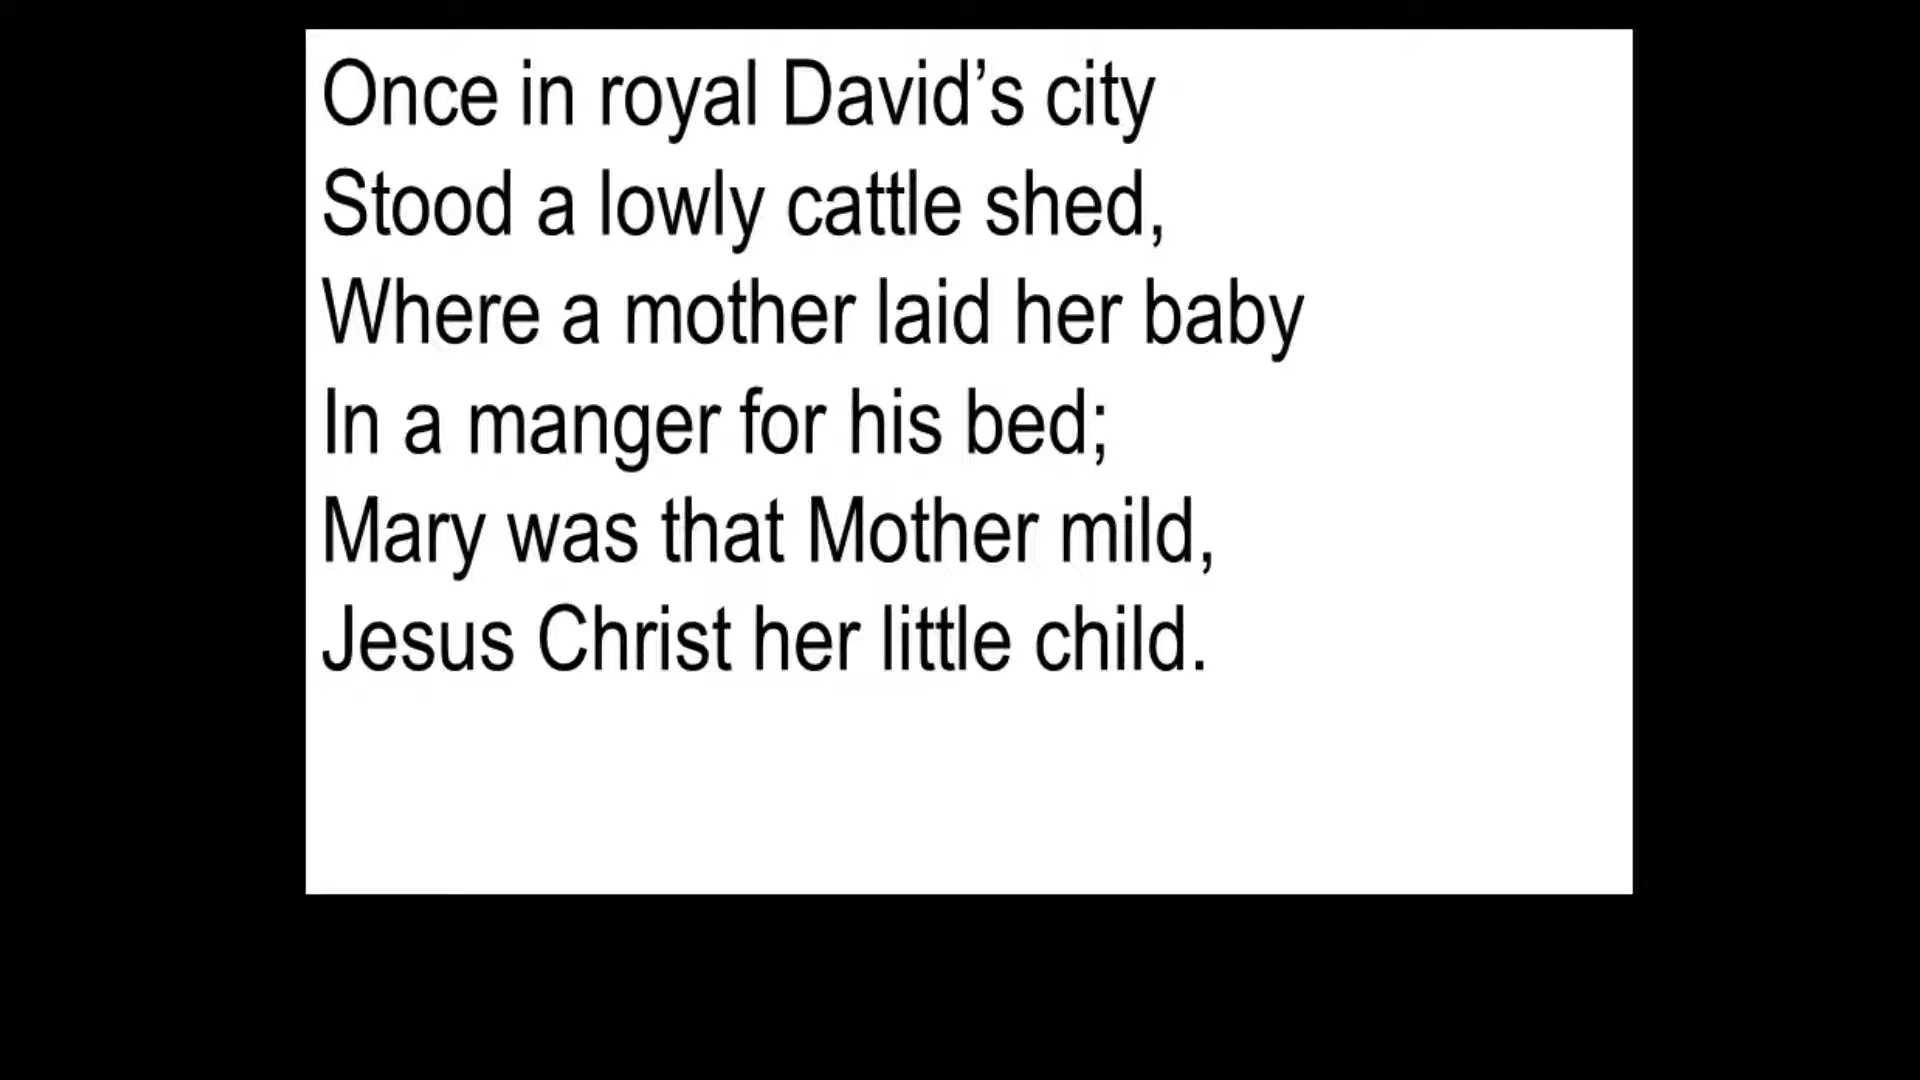 Once in royal David’s city
Stood a lowly cattle shed,
Where a mother laid her baby
In a manger for his bed;
Mary was that Mother mild,
Jesus Christ her little child.